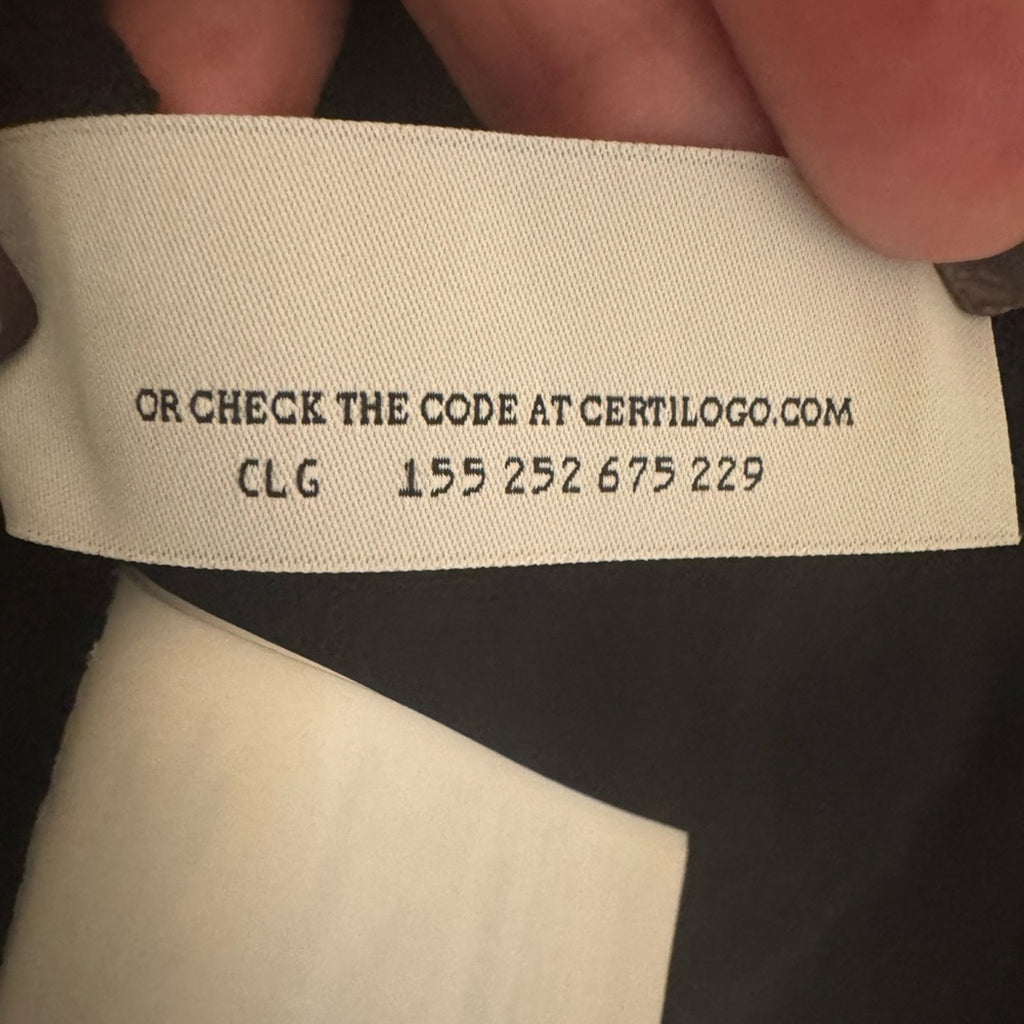 OR CHECK THE CODE AT CERTILOGO.COM
CLG 155 252 675 229